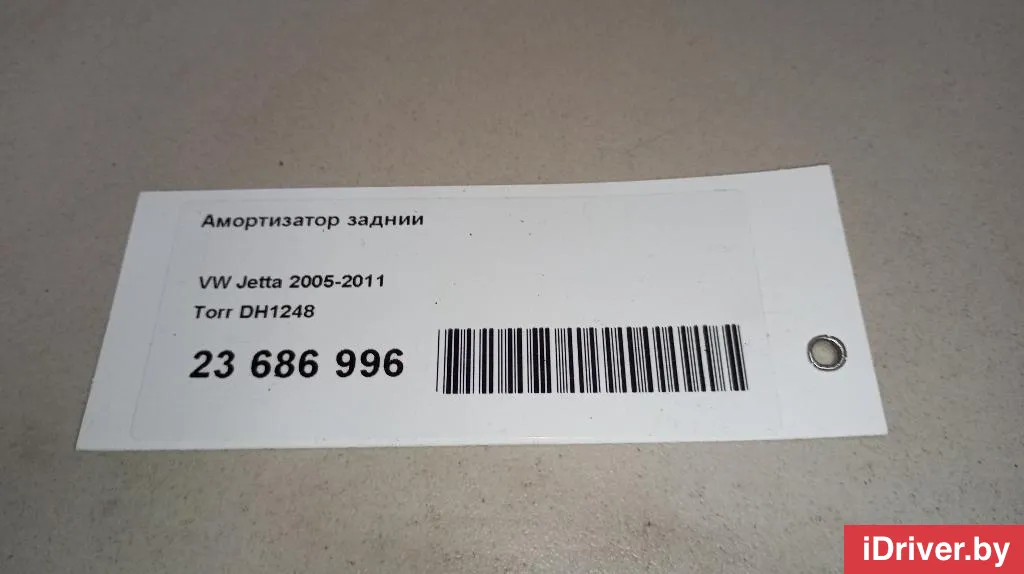 Амортизатор задний
VW Jetta 2005-2011
Torr DH1248
23 686 996
iDriver.by